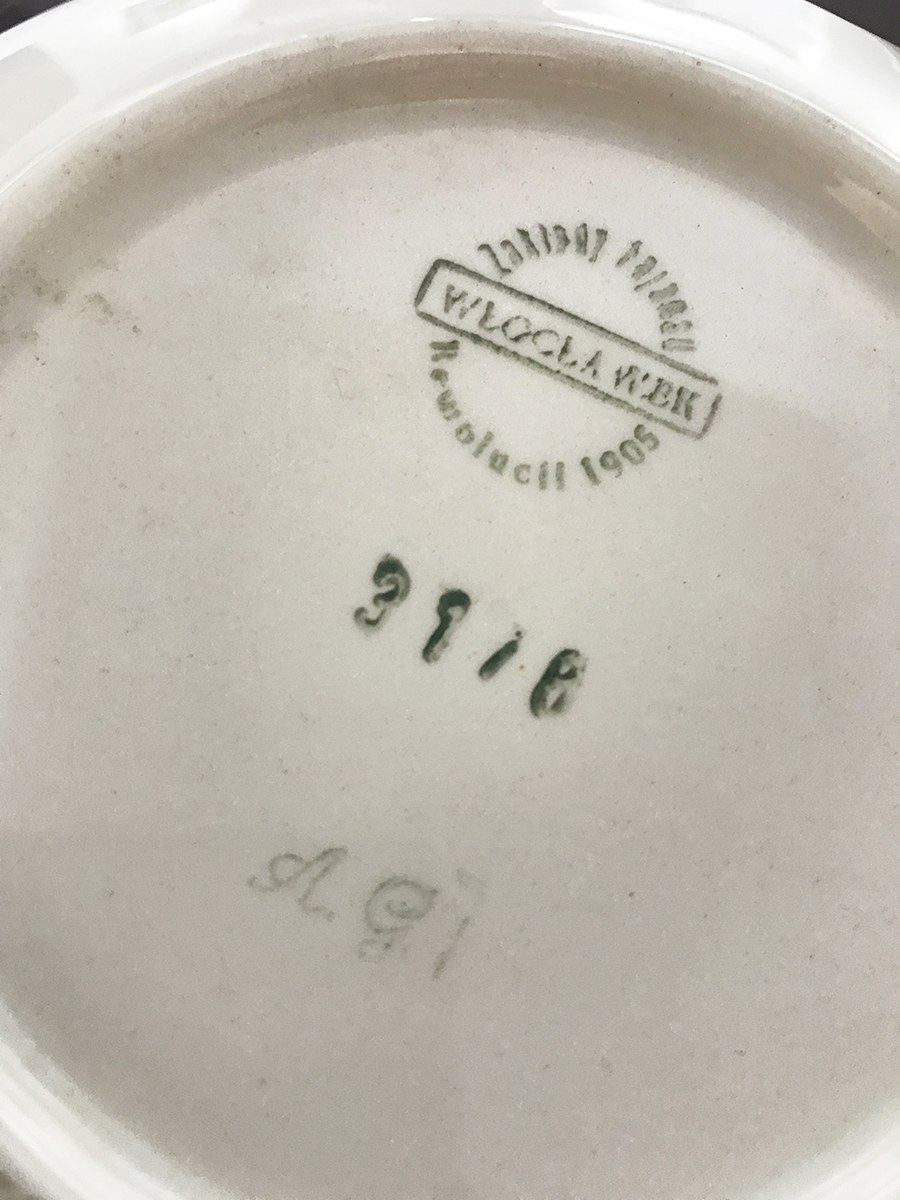 Zakłady Fajansu
WŁOCŁAWEK
Rewolucji 1905
A. G.